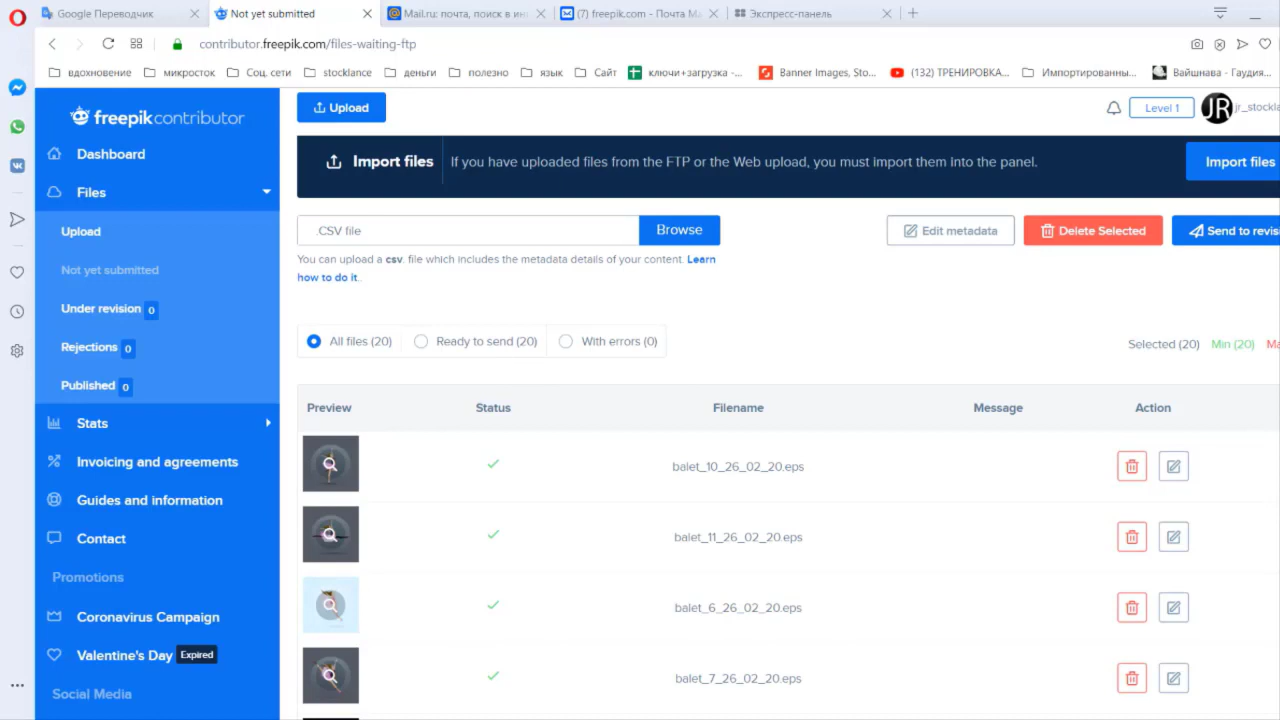 Google Переводчик
Not yet submitted
Mail.ru: почта, поиск в ин
(7) freepik.com - Почта Ma
Экспресс-панель
contributor.freepik.com/files-waiting-ftp
вдохновение
микросток
Соц. сети
stocklance
деньги
полезно
язык
Сайт
ключи+загрузка -...
Banner Images, Sto...
(132) ТРЕНИРОВКА...
Импортированны...
Вайшнава - Гаудия...
freepik contributor
Upload
Level 1
JR
jr_stockla
Dashboard
Import files
If you have uploaded files from the FTP or the Web upload, you must import them into the panel.
Import files
Files
Upload
.CSV file
Browse
Edit metadata
Delete Selected
Send to revis
You can upload a csv. file which includes the metadata details of your content. Learn
how to do it.
Not yet submitted
Under revision 0
Rejections 0
Published 0
All files (20)
Ready to send (20)
With errors (0)
Selected (20)
Min (20)
Ma
Preview
Status
Filename
Message
Action
Stats
Invoicing and agreements
balet_10_26_02_20.eps
Guides and information
Contact
balet_11_26_02_20.eps
Promotions
Coronavirus Campaign
balet_6_26_02_20.eps
Valentine's Day Expired
balet_7_26_02_20.eps
Social Media